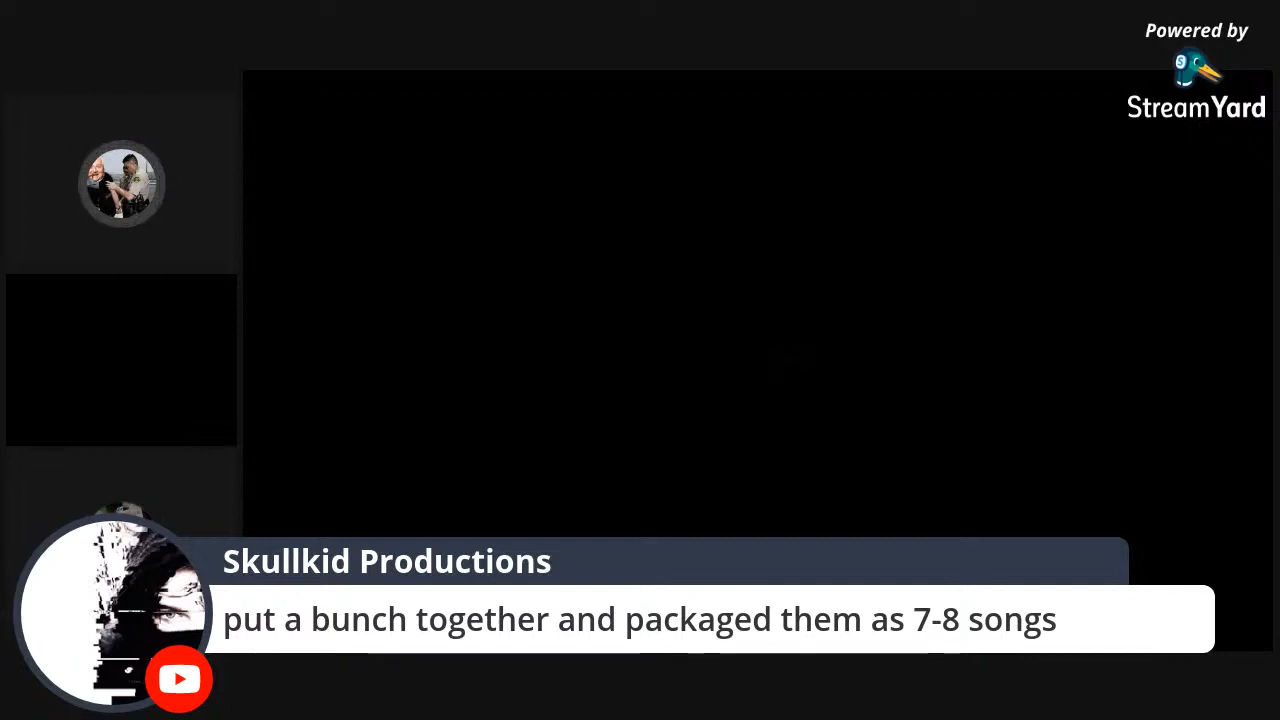 Powered by
StreamYard
Skullkid Productions
put a bunch together and packaged them as 7-8 songs